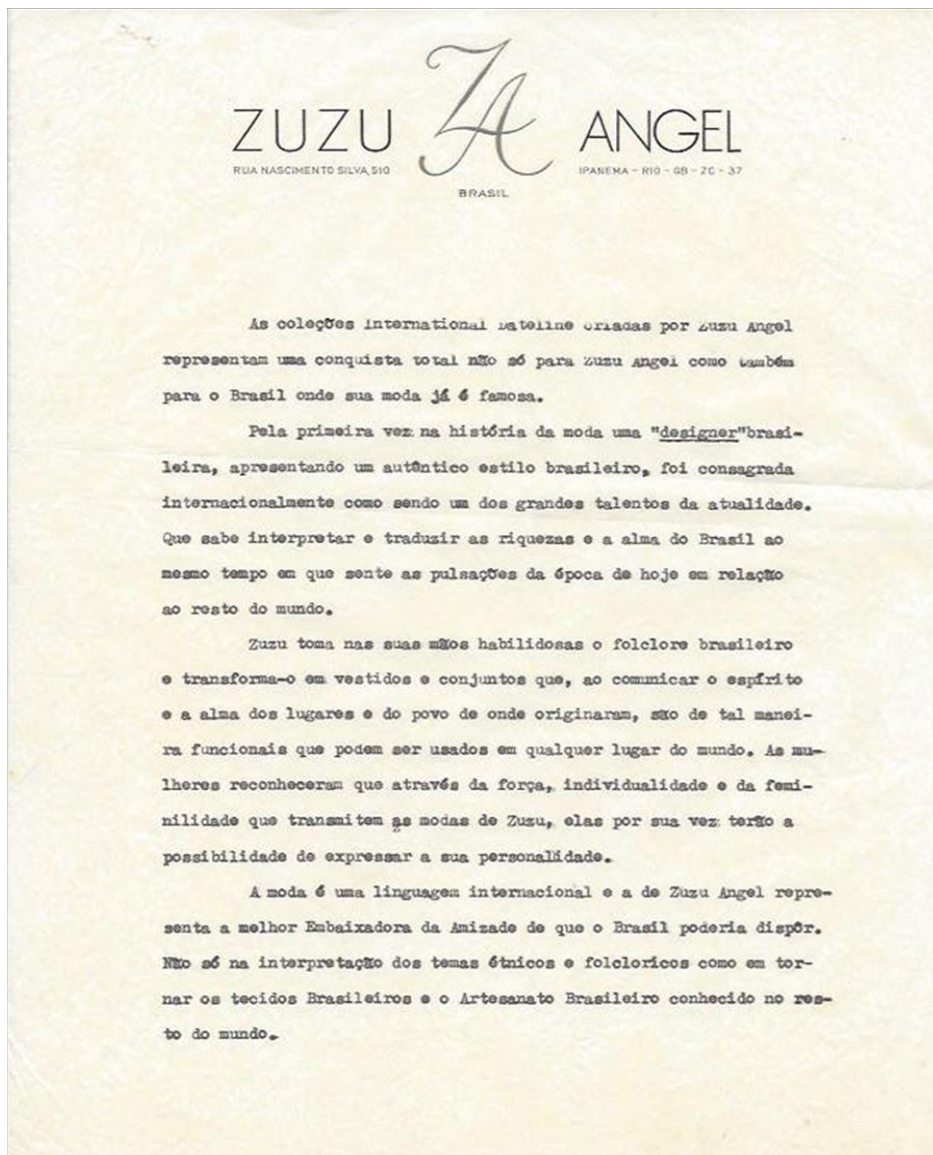 ZUZU ZA ANGEL
RUA NASCIMENTO SILVA, 510 IPANEMA - RIO - GB - ZC - 37
BRASIL
As coleções International Dateline criadas por Zuzu Angel
representam uma conquista total não só para Zuzu Angel como também
para o Brasil onde sua moda já é famosa.
Pela primeira vez na história da moda uma "designer"brasi-
leira, apresentando um autêntico estilo brasileiro, foi consagrada
internacionalmente como sendo um dos grandes talentos da atualidade.
Que sabe interpretar e traduzir as riquezas e a alma do Brasil ao
mesmo tempo em que sente as pulsações da época de hoje em relação
ao resto do mundo.
Zuzu toma nas suas mãos habilidosas o folclore brasileiro
e transforma-o em vestidos e conjuntos que, ao comunicar o espírito
e a alma dos lugares e do povo de onde originaram, são de tal manei-
ra funcionais que podem ser usados em qualquer lugar do mundo. As mu-
lheres reconheceram que através da força, individualidade e da femi-
nilidade que transmitem as modas de Zuzu, elas por sua vez terão a
possibilidade de expressar a sua personalidade.
A moda é uma linguagem internacional e a de Zuzu Angel repre-
senta a melhor Embaixadora da Amizade de que o Brasil poderia dispôr.
Não só na interpretação dos temas étnicos e folcloricos como em tor-
nar os tecidos Brasileiros e o Artesanato Brasileiro conhecido no res-
to do mundo.